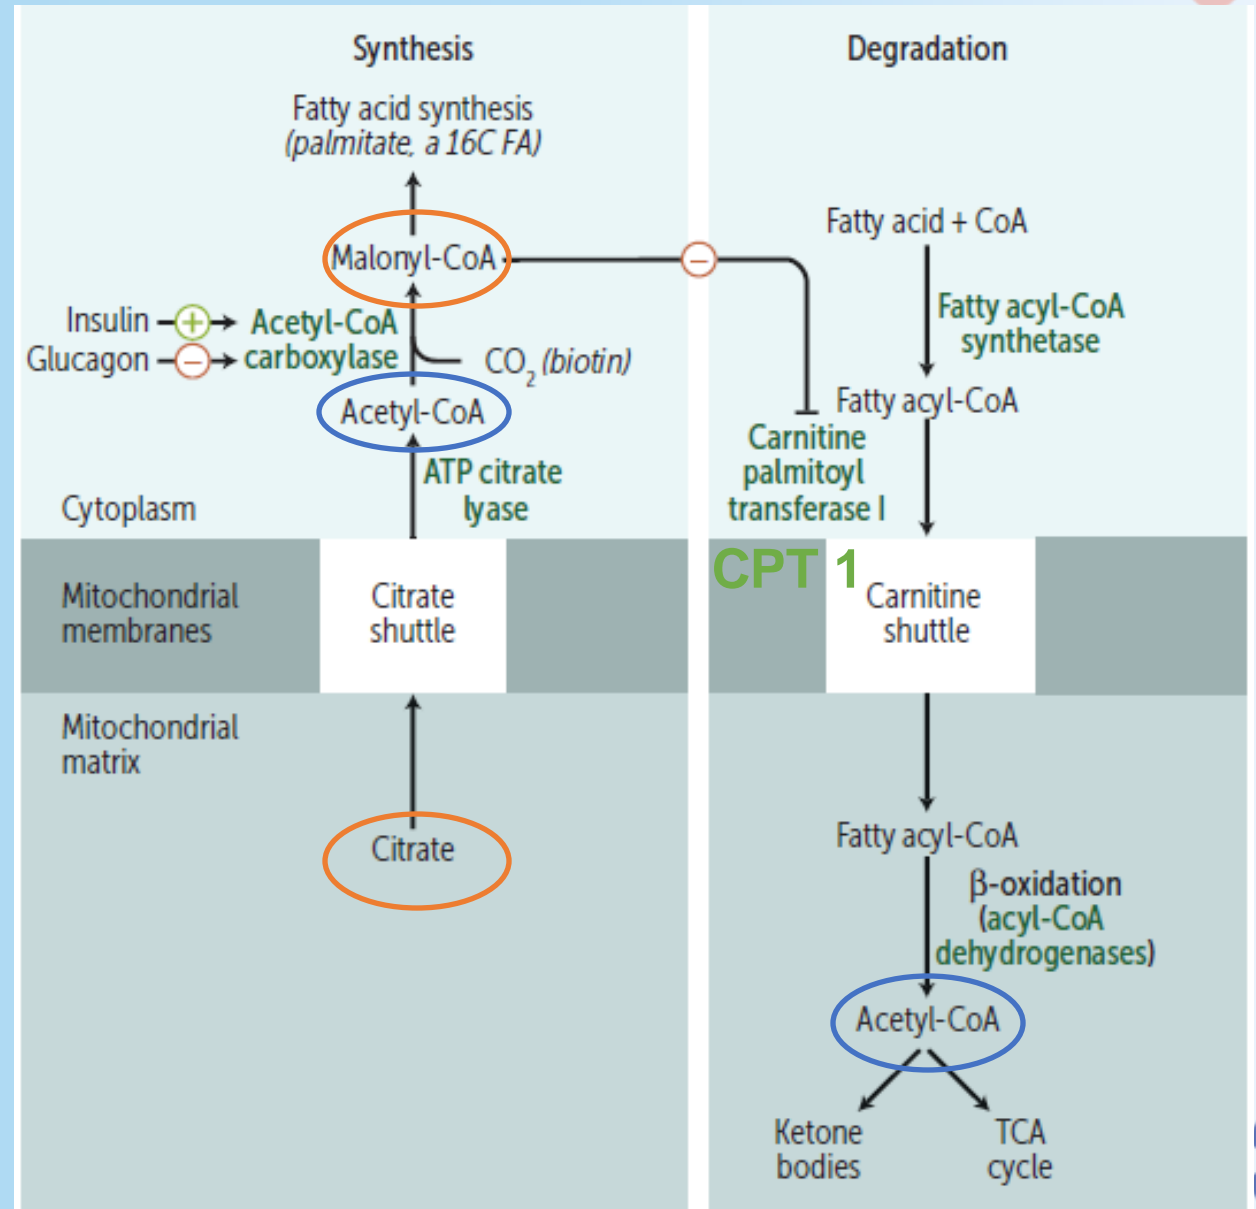 Synthesis
Fatty acid synthesis
(palmitate, a 16C FA)
Malonyl-CoA
−
Insulin + Acetyl-CoA
Glucagon − carboxylase
CO2 (biotin)
Acetyl-CoA
ATP citrate
lyase
Cytoplasm
Mitochondrial
membranes
Citrate
shuttle
Mitochondrial
matrix
Citrate
Degradation
Fatty acid + CoA
Fatty acyl-CoA
synthetase
Fatty acyl-CoA
Carnitine
palmitoyl
transferase I
CPT 1
Carnitine
shuttle
Fatty acyl-CoA
β-oxidation
(acyl-CoA
dehydrogenases)
Acetyl-CoA
Ketone
bodies
TCA
cycle